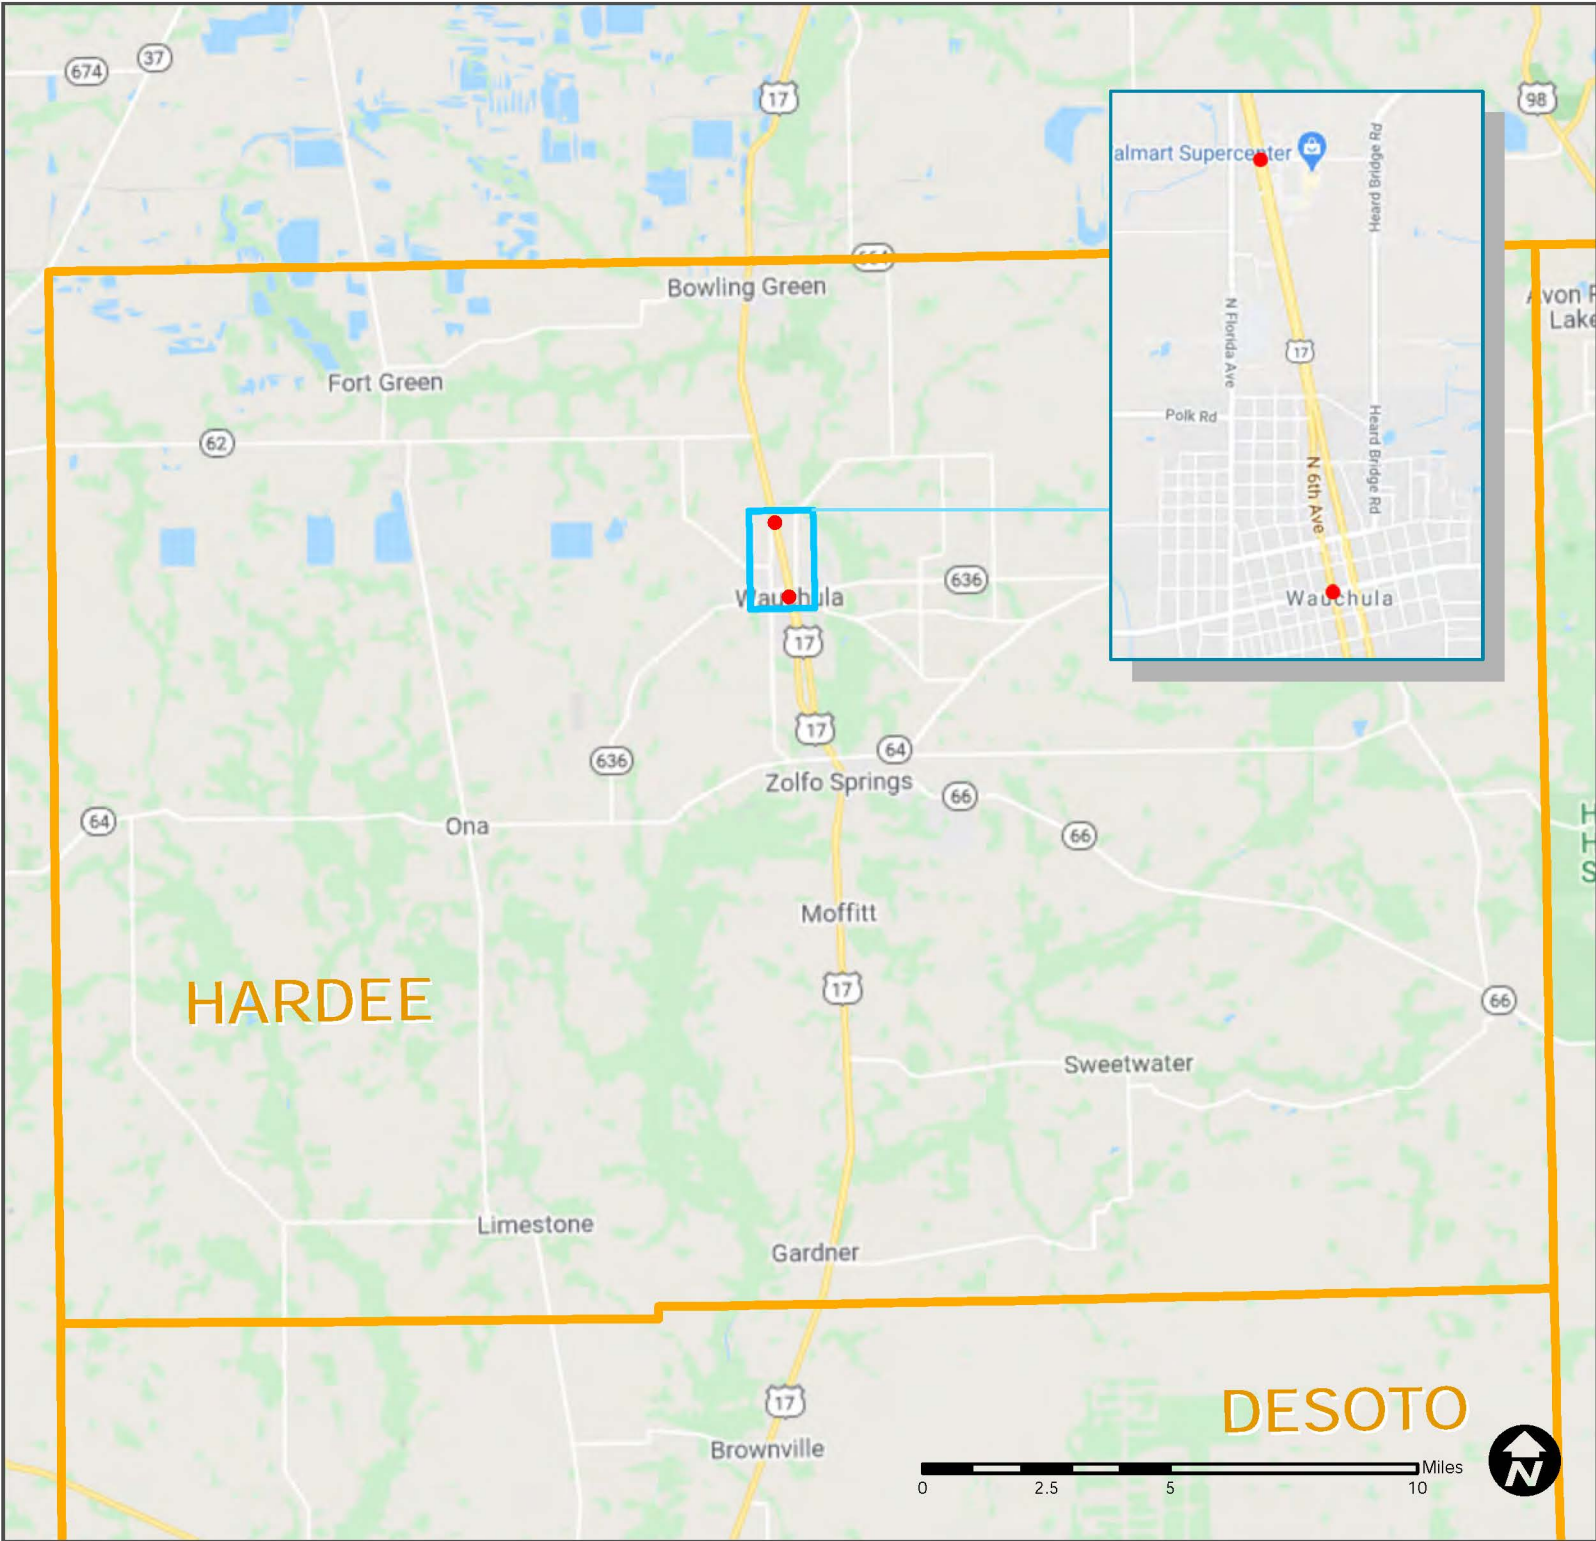 674
37
17
98
almart Supercenter
Heard Bridge Rd
N Florida Ave
17
Polk Rd
Heard Bridge Rd
N 6th Ave
Wauchula
Bowling Green
Avon
Lake
Fort Green
62
636
Wauchula
17
17
64
636
Zolfo Springs
66
64
Ona
66
H
H
S
Moffitt
HARDEE
17
66
Sweetwater
Limestone
Gardner
17
DESOTO
Brownville
Miles
0 2.5 5 10
N